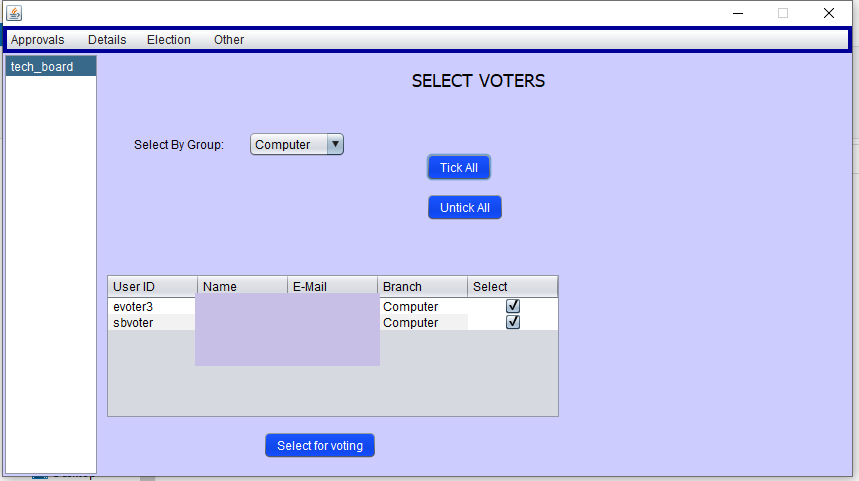 Approvals Details Election Other
tech_board
SELECT VOTERS
Select By Group: Computer
Tick All
Untick All
User ID Name E-Mail Branch Select
evoter3 Computer
sbvoter Computer
Select for voting